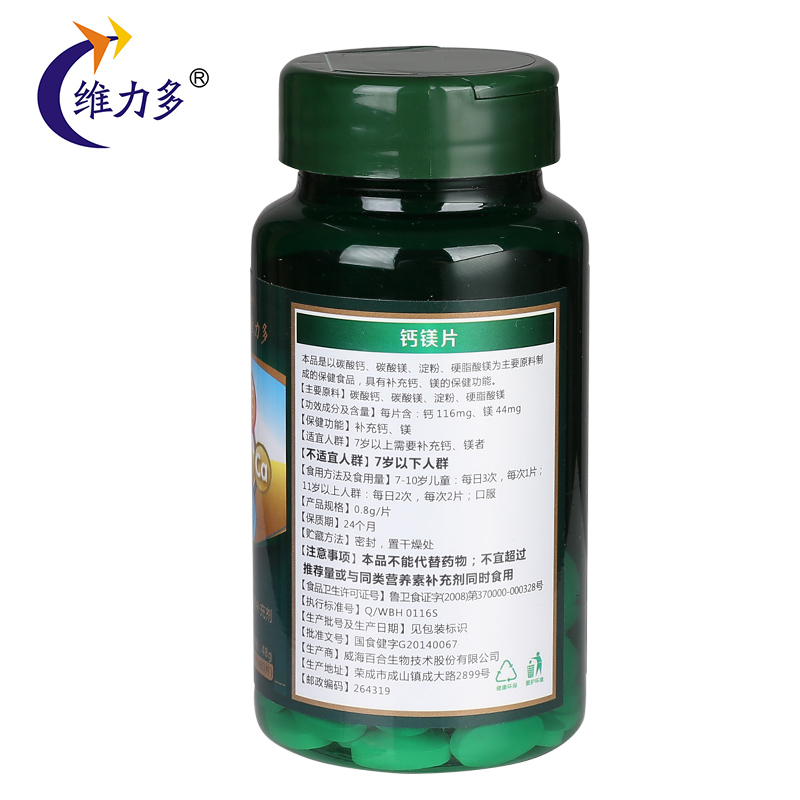 维力多®
力多
钙镁片
本品是以碳酸钙、碳酸镁、淀粉、硬脂酸镁为主要原料制
成的保健食品，具有补充钙、镁的保健功能。
【主要原料】碳酸钙、碳酸镁、淀粉、硬脂酸镁
【功效成分及含量】每片含：钙 116mg、镁 44mg
【保健功能】补充钙、镁
【适宜人群】7岁以上需要补充钙、镁者
【不适宜人群】7岁以下人群
【食用方法及食用量】7-10岁儿童：每日3次，每次1片；
11岁以上人群：每日2次，每次2片；口服
【产品规格】0.8g/片
【保质期】24个月
【贮藏方法】密封，置干燥处
【注意事项】本品不能代替药物；不宜超过
推荐量或与同类营养素补充剂同时食用
【食品卫生许可证号】鲁卫食证字(2008)第370000-000328号
【执行标准号】Q/WBH 0116S
【生产批号及生产日期】见包装标识
【批准文号】国食健字G20140067
【生产商】威海百合生物技术股份有限公司
【生产地址】荣成市成山镇成大路2899号
【邮政编码】264319
Ca
充剂
48g
健康环保
爱护环境